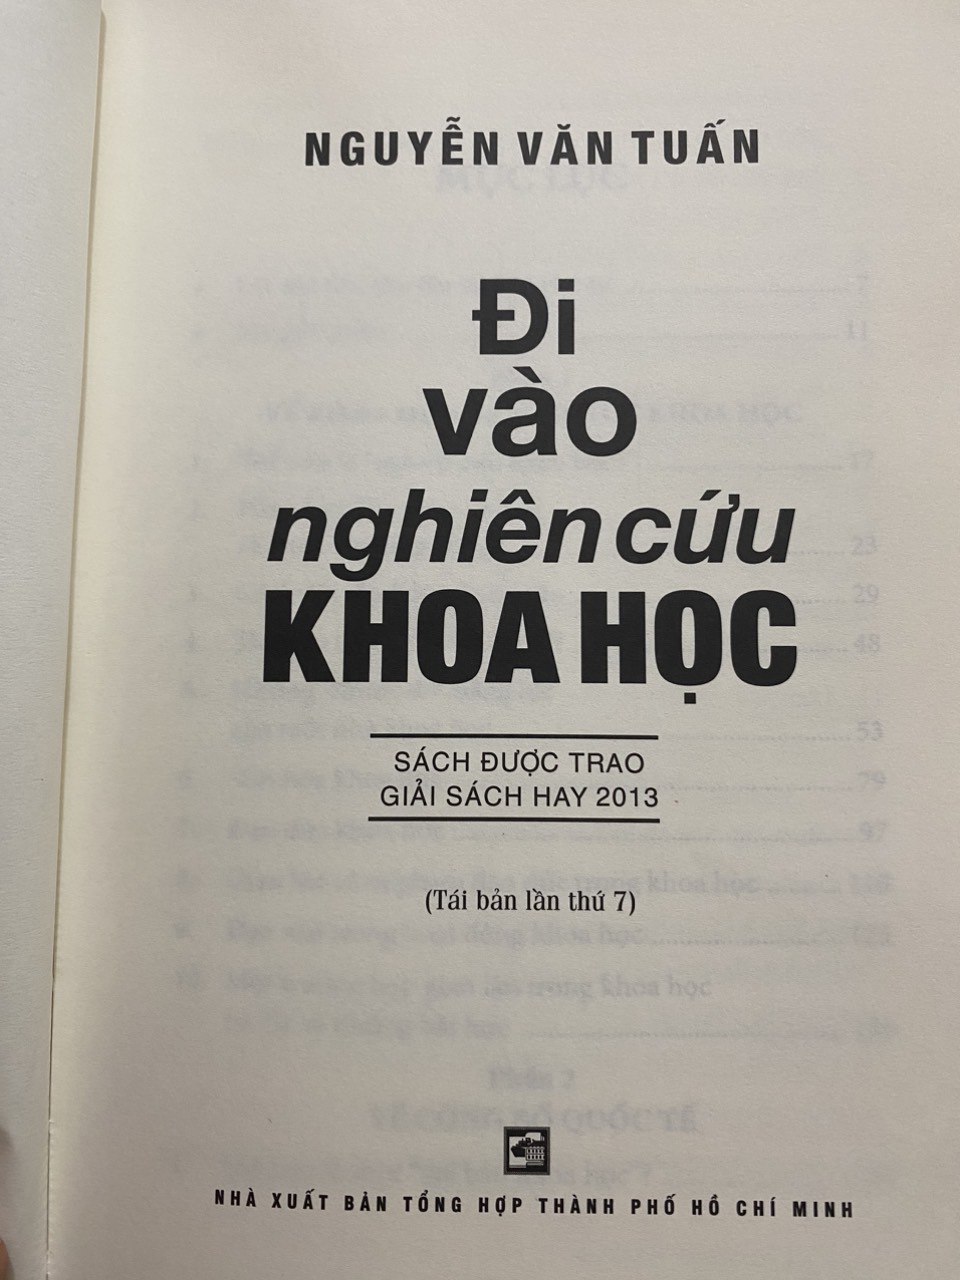 NGUYỄN VĂN TUẤN
Đi
vào
nghiên cứu
KHOA HỌC
SÁCH ĐƯỢC TRAO
GIẢI SÁCH HAY 2013
(Tái bản lần thứ 7)
NHÀ XUẤT BẢN TỔNG HỢP THÀNH PHỐ HỒ CHÍ MINH